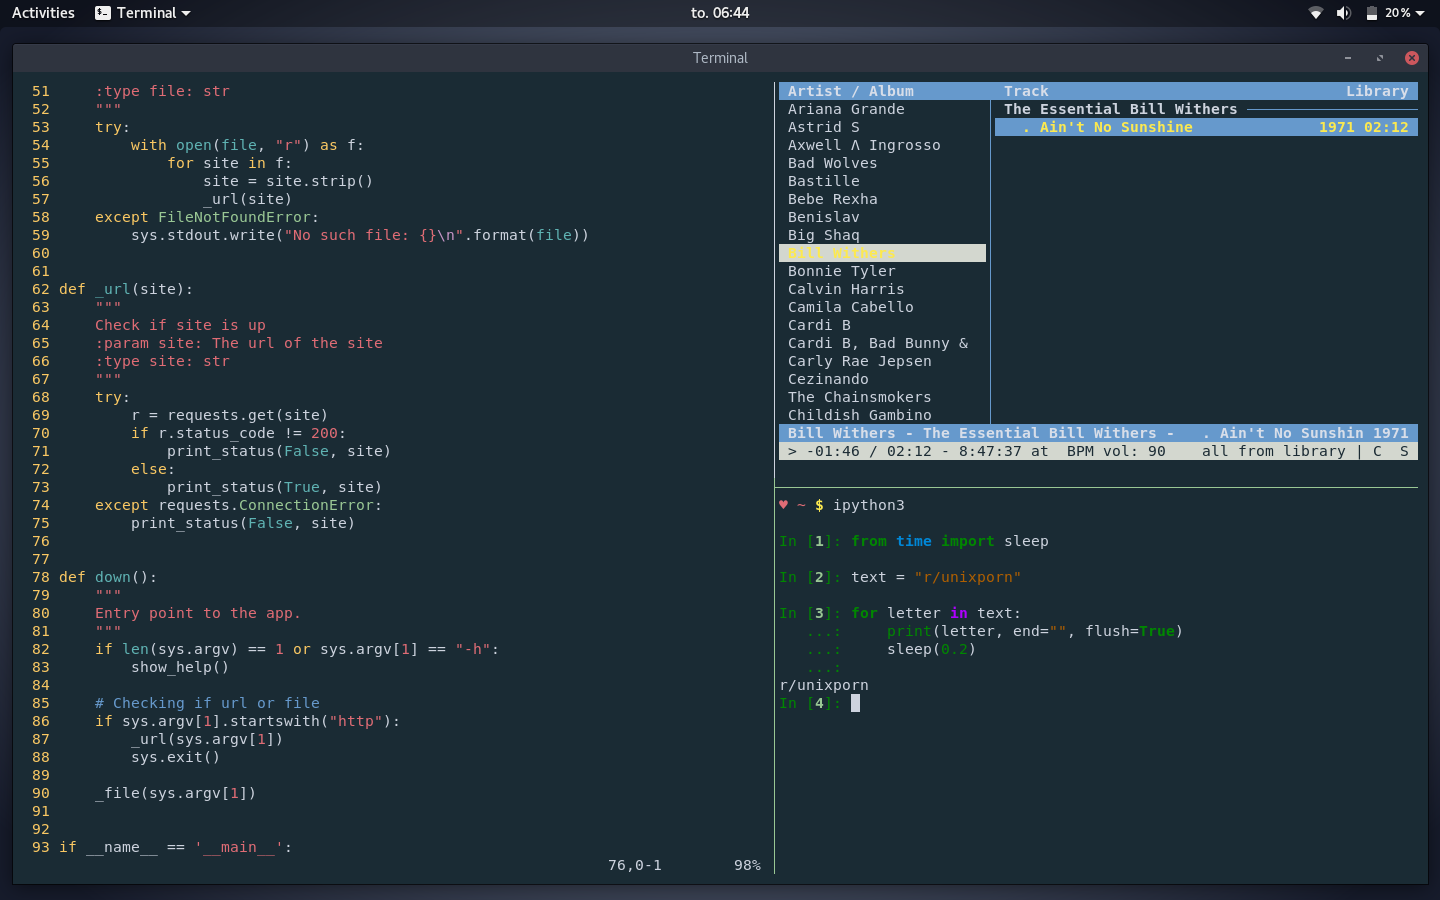 Activities Terminal to. 06:44 20%
Terminal
51     :type file: str
52     """
53     try:
54         with open(file, "r") as f:
55             for site in f:
56                 site = site.strip()
57                 _url(site)
58     except FileNotFoundError:
59         sys.stdout.write("No such file: {}\n".format(file))
60
61
62 def _url(site):
63     """
64     Check if site is up
65     :param site: The url of the site
66     :type site: str
67     """
68     try:
69         r = requests.get(site)
70         if r.status_code != 200:
71             print_status(False, site)
72         else:
73             print_status(True, site)
74     except requests.ConnectionError:
75         print_status(False, site)
76
77
78 def down():
79     """
80     Entry point to the app.
81     """
82     if len(sys.argv) == 1 or sys.argv[1] == "-h":
83         show_help()
84
85     # Checking if url or file
86     if sys.argv[1].startswith("http"):
87         _url(sys.argv[1])
88         sys.exit()
89
90     _file(sys.argv[1])
91
92
93 if __name__ == '__main__':
76,0-1        98%
Artist / Album          Track                                 Library
Ariana Grande
Astrid S
Axwell Λ Ingrosso
Bad Wolves
Bastille
Bebe Rexha
Benislav
Big Shaq
Bill Withers
Bonnie Tyler
Calvin Harris
Camila Cabello
Cardi B
Cardi B, Bad Bunny &
Carly Rae Jepsen
Cezinando
The Chainsmokers
Childish Gambino
The Essential Bill Withers
. Ain't No Sunshine              1971 02:12
Bill Withers - The Essential Bill Withers -   . Ain't No Sunshin 1971
> -01:46 / 02:12 - 8:47:37 at  BPM vol: 90    all from library | C  S
♥ ~ $ ipython3
In [1]: from time import sleep
In [2]: text = "r/unixporn"
In [3]: for letter in text:
   ...:     print(letter, end="", flush=True)
   ...:     sleep(0.2)
   ...:
r/unixporn
In [4]: